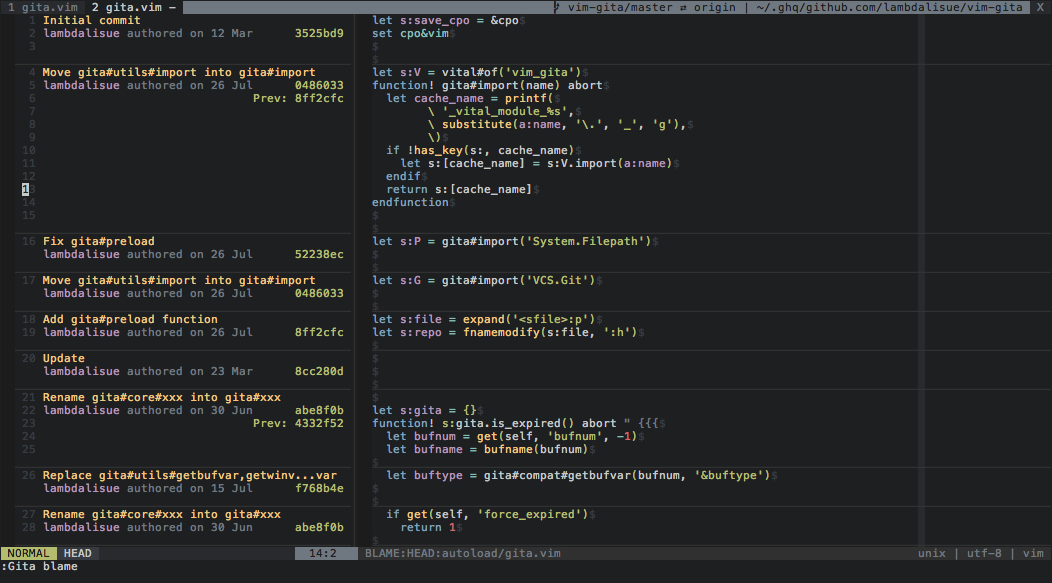 1 gita.vim 2 gita.vim − vim-gita/master ⇄ origin | ~/.ghq/github.com/lambdalisue/vim-gita X
1 Initial commit let s:save_cpo = &cpo$
2 lambdalisue authored on 12 Mar 3525bd9 set cpo&vim$
3 $
$
4 Move gita#utils#import into gita#import let s:V = vital#of('vim_gita')$
5 lambdalisue authored on 26 Jul 0486033 function! gita#import(name) abort$
6 Prev: 8ff2cfc let cache_name = printf($
7 \ '_vital_module_%s',$
8 \ substitute(a:name, '\.', '_', 'g'),$
9 \)$
10 if !has_key(s:, cache_name)$
11 let s:[cache_name] = s:V.import(a:name)$
12 endif$
13 return s:[cache_name]$
14 endfunction$
15 $
$
16 Fix gita#preload let s:P = gita#import('System.Filepath')$
lambdalisue authored on 26 Jul 52238ec $
$
17 Move gita#utils#import into gita#import let s:G = gita#import('VCS.Git')$
lambdalisue authored on 26 Jul 0486033 $
$
18 Add gita#preload function let s:file = expand('<sfile>:p')$
19 lambdalisue authored on 26 Jul 8ff2cfc let s:repo = fnamemodify(s:file, ':h')$
$
20 Update $
lambdalisue authored on 23 Mar 8cc280d $
$
21 Rename gita#core#xxx into gita#xxx
22 lambdalisue authored on 30 Jun abe8f0b let s:gita = {}$
23 Prev: 4332f52 function! s:gita.is_expired() abort " {{{$
24 let bufnum = get(self, 'bufnum', -1)$
25 let bufname = bufname(bufnum)$
$
26 Replace gita#utils#getbufvar,getwinv...var let buftype = gita#compat#getbufvar(bufnum, '&buftype')$
lambdalisue authored on 15 Jul f768b4e $
$
27 Rename gita#core#xxx into gita#xxx if get(self, 'force_expired')$
28 lambdalisue authored on 30 Jun abe8f0b return 1$
$
NORMAL HEAD 14:2 BLAME:HEAD:autoload/gita.vim unix | utf-8 | vim
:Gita blame